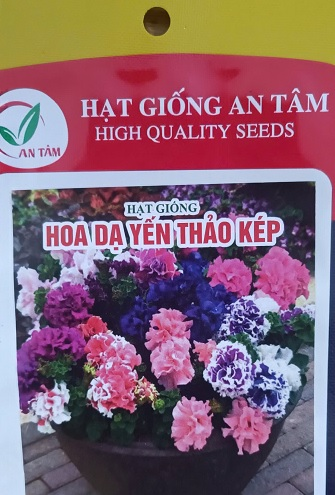 HẠT GIỐNG AN TÂM
HIGH QUALITY SEEDS
AN TÂM
HẠT GIỐNG
HOA DẠ YẾN THẢO KÉP